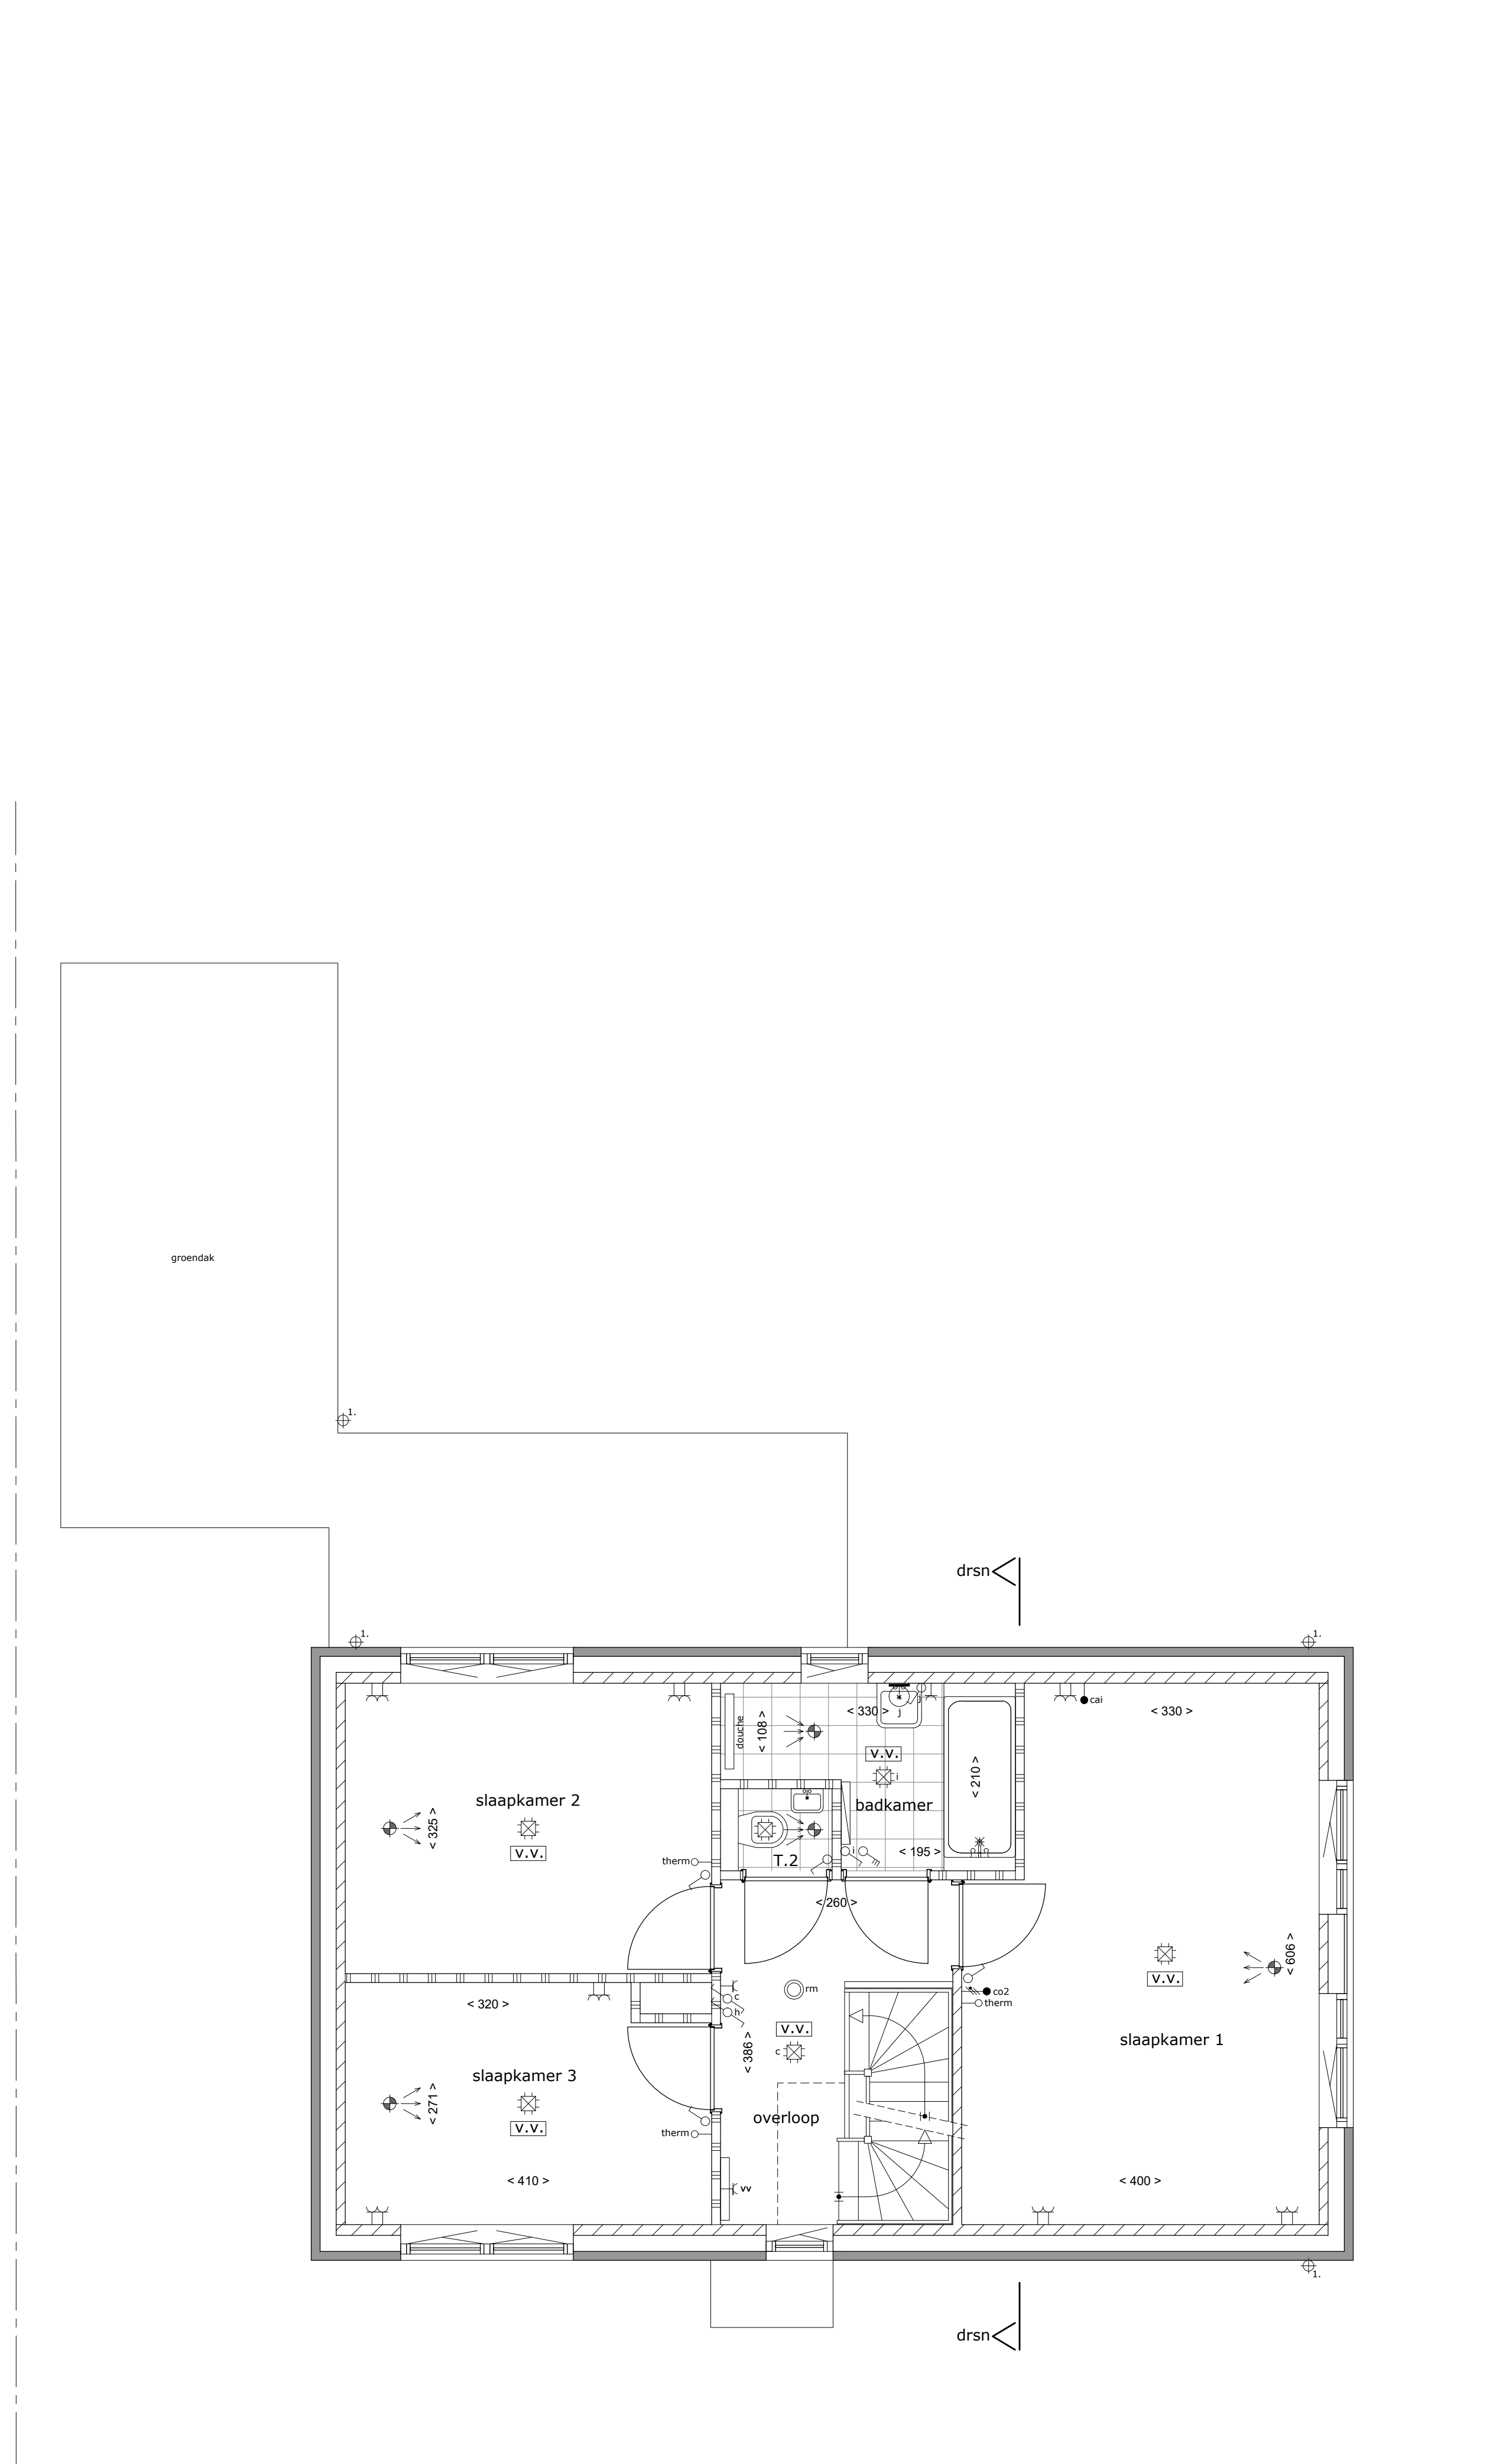 groendak
1.
drsn
1.
1.
cai
< 330 >
< 330 >
j
j
douche
< 108 >
v.v.
i
< 210 >
badkamer
slaapkamer 2
< 325 >
v.v.
therm
T.2
i
< 195 >
< 260 >
< 606 >
v.v.
rm
co2
therm
c
h
< 320 >
v.v.
c
< 386 >
slaapkamer 1
slaapkamer 3
< 271 >
v.v.
overloop
therm
< 410 >
vv
< 400 >
1.
drsn